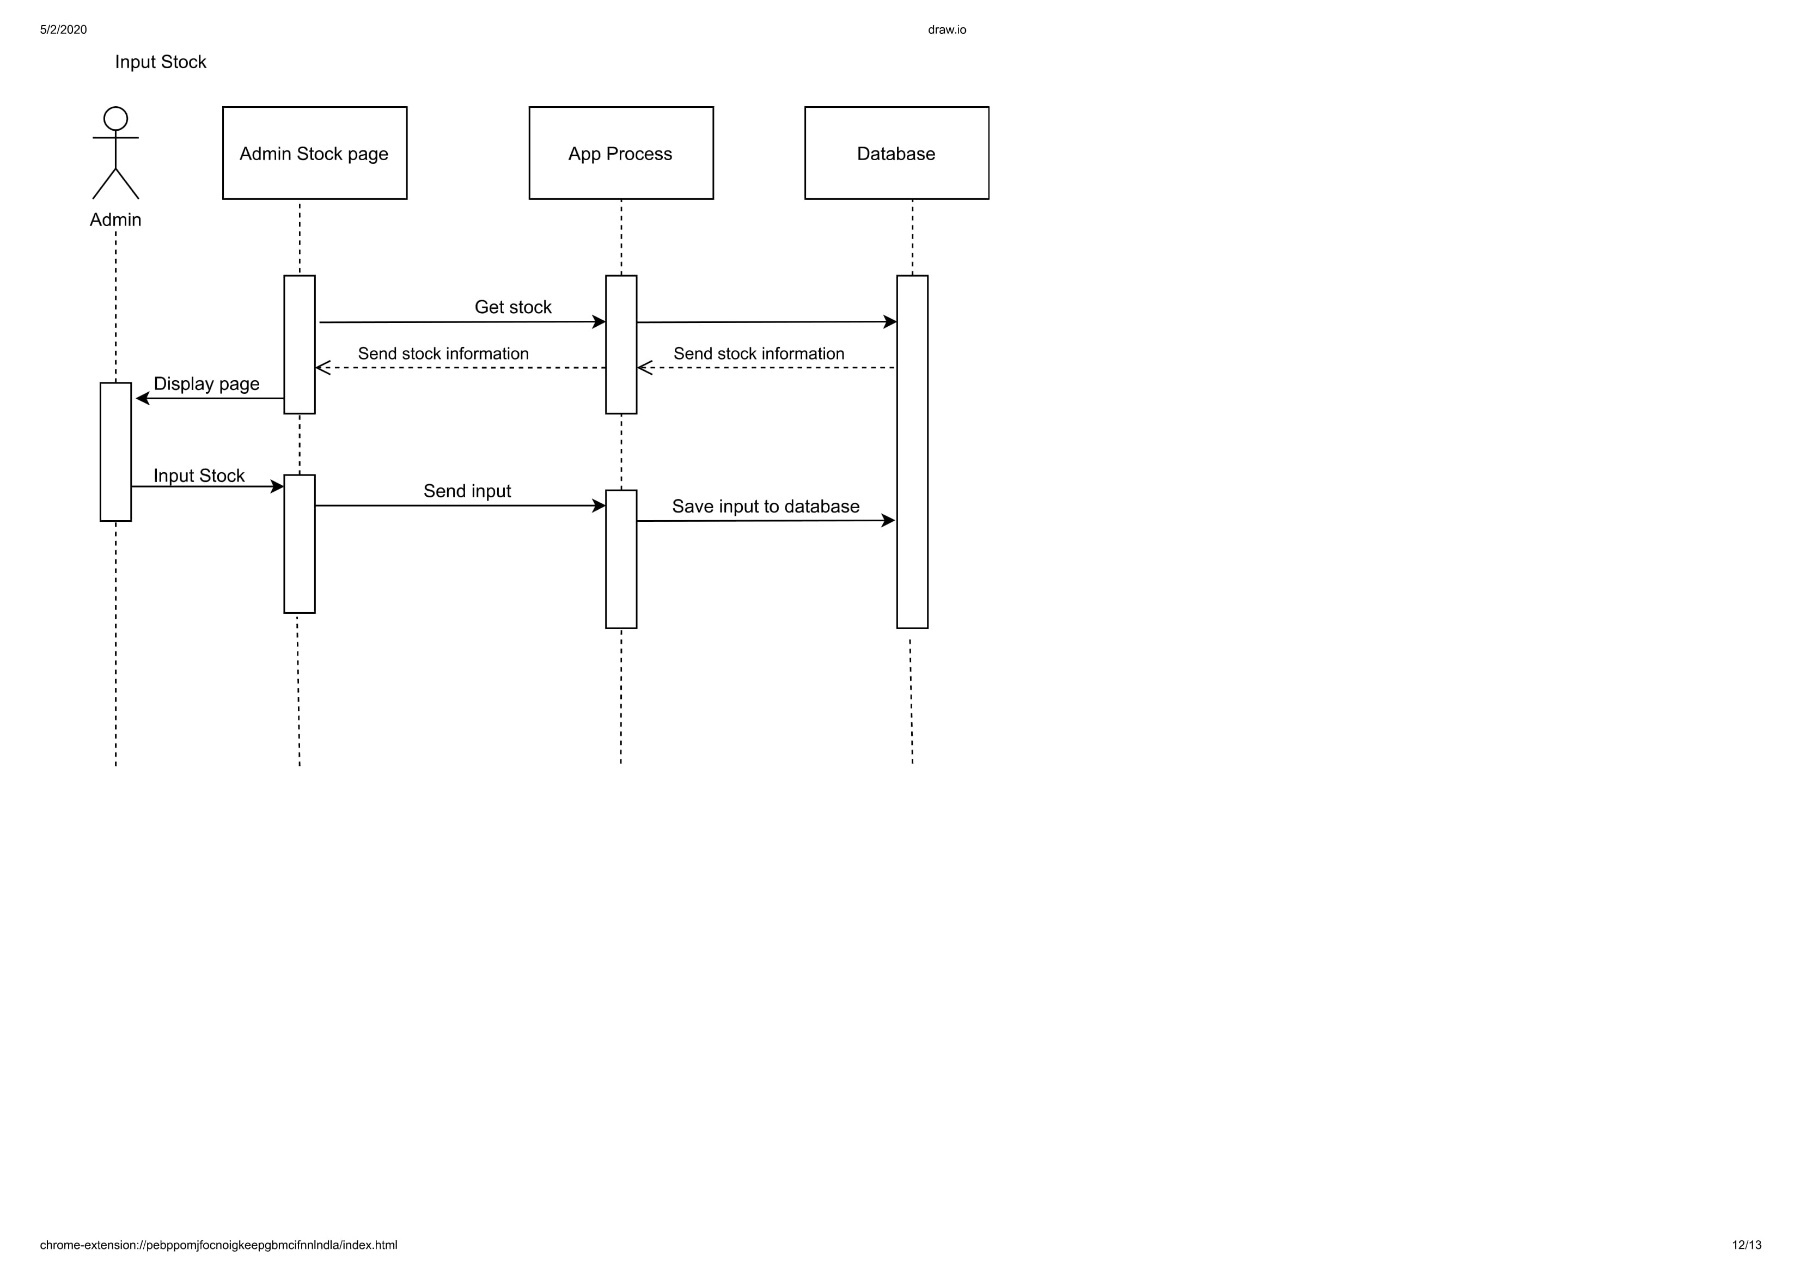 5/2/2020
draw.io
Input Stock
Admin Stock page
App Process
Database
Admin
Get stock
Send stock information
Send stock information
Display page
Input Stock
Send input
Save input to database
chrome-extension://pebppomjfocnoigkeepgbmcifnnlndla/index.html
12/13